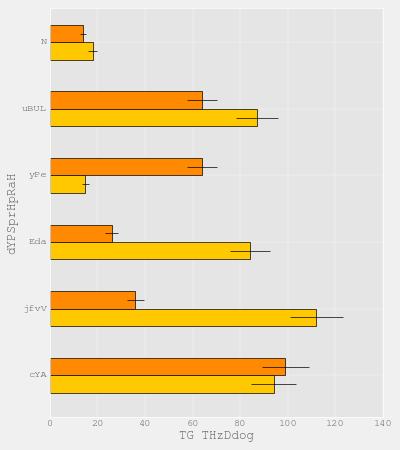 N
uBUL
yPe
Eda
jfvV
cYA
dYPSprHpRaH
0 20 40 60 80 100 120 140
TG THzDdog